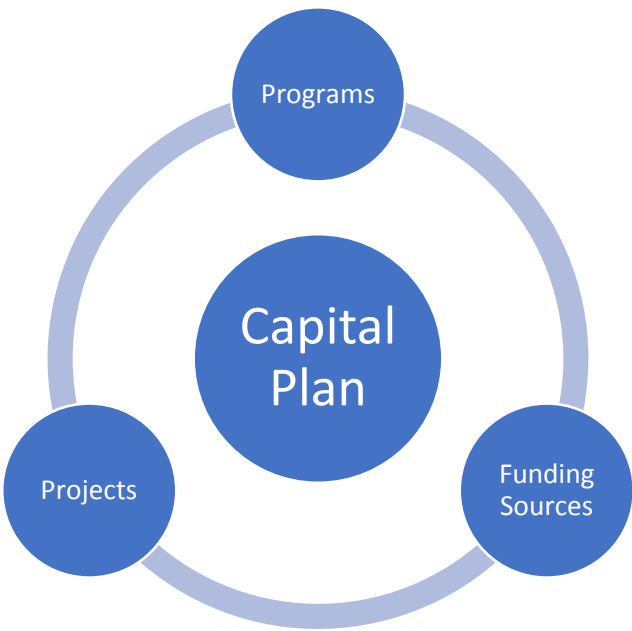 Programs
Capital
Plan
Projects
Funding
Sources